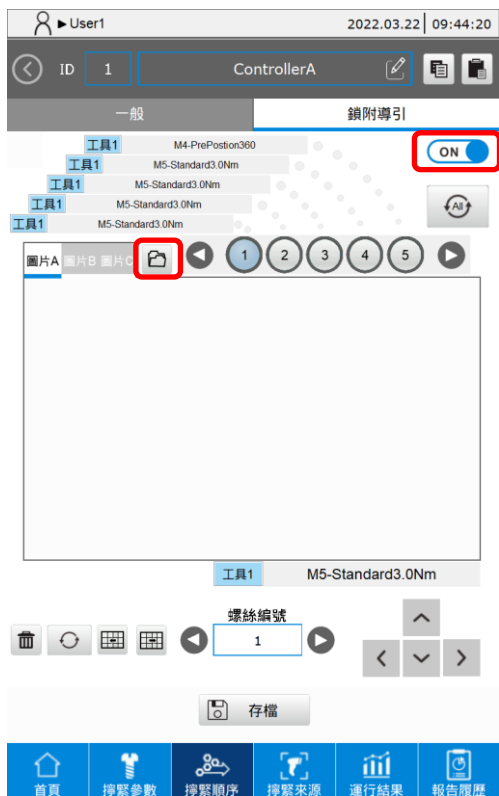 User1 2022.03.22 09:44:20
ID 1 ControllerA
一般 鎖附導引
工具1 M4-PrePostion360
工具1 M5-Standard3.0Nm
工具1 M5-Standard3.0Nm
工具1 M5-Standard3.0Nm
工具1 M5-Standard3.0Nm
ON
All
圖片A 圖片B 圖片C 1 2 3 4 5
工具1 M5-Standard3.0Nm
螺絲編號
1
存檔
首頁 擰緊參數 擰緊順序 擰緊來源 運行結果 報告履歷